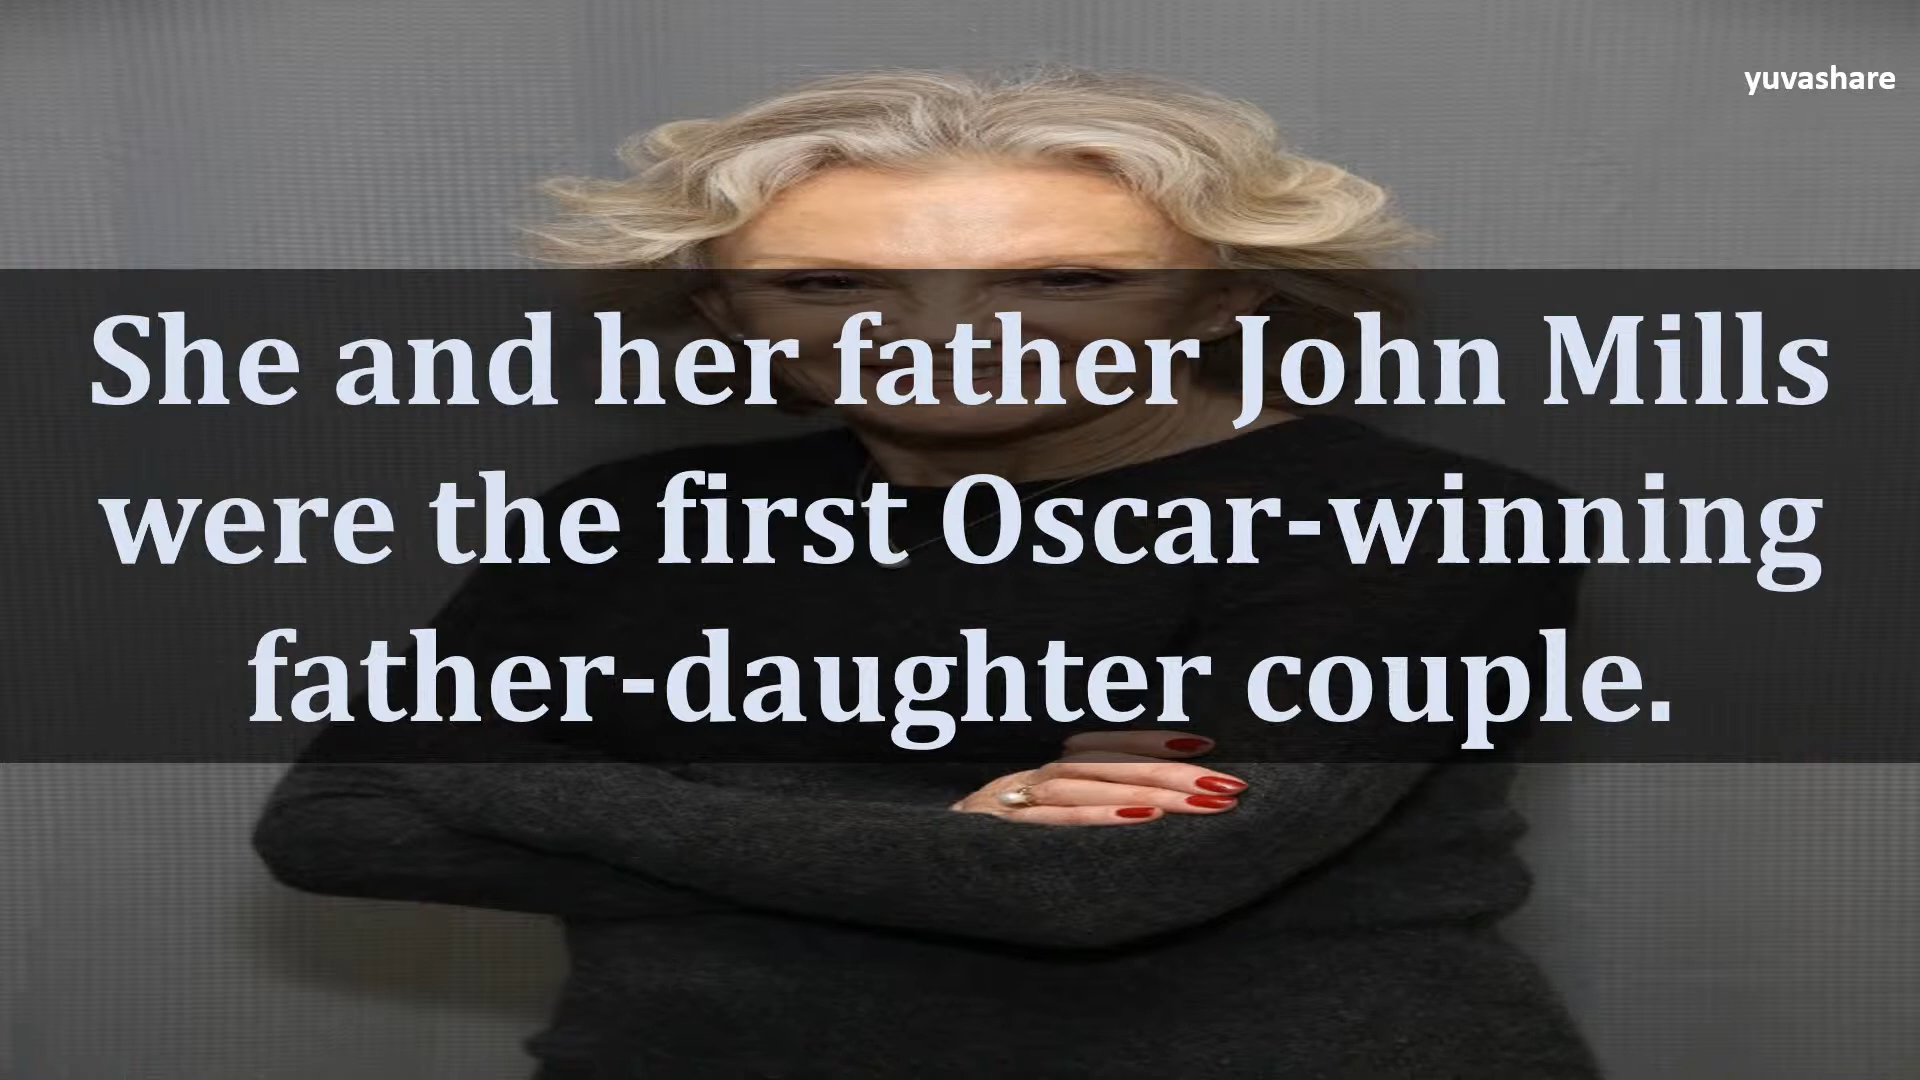 yuvashare
She and her father John Mills
were the first Oscar-winning
father-daughter couple.